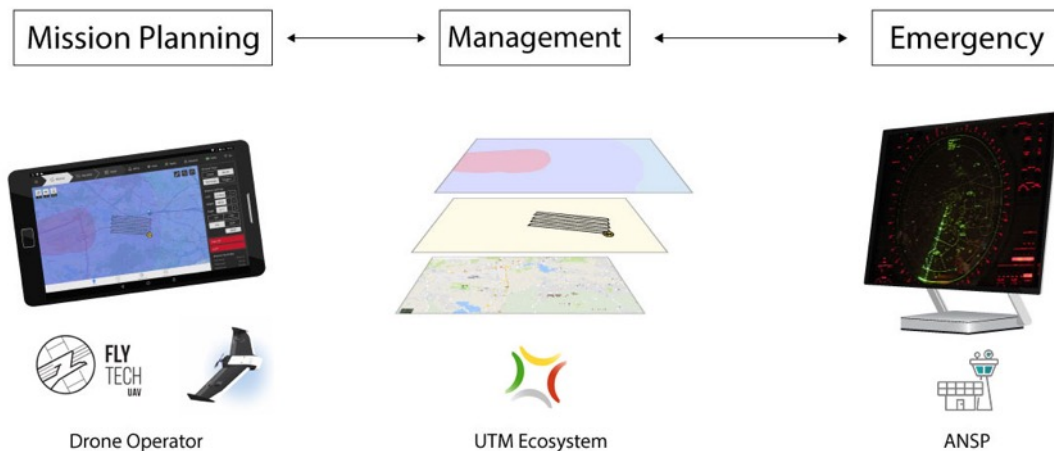 Mission Planning
Management
Emergency
FLY
TECH
UAV
Drone Operator
UTM Ecosystem
ANSP